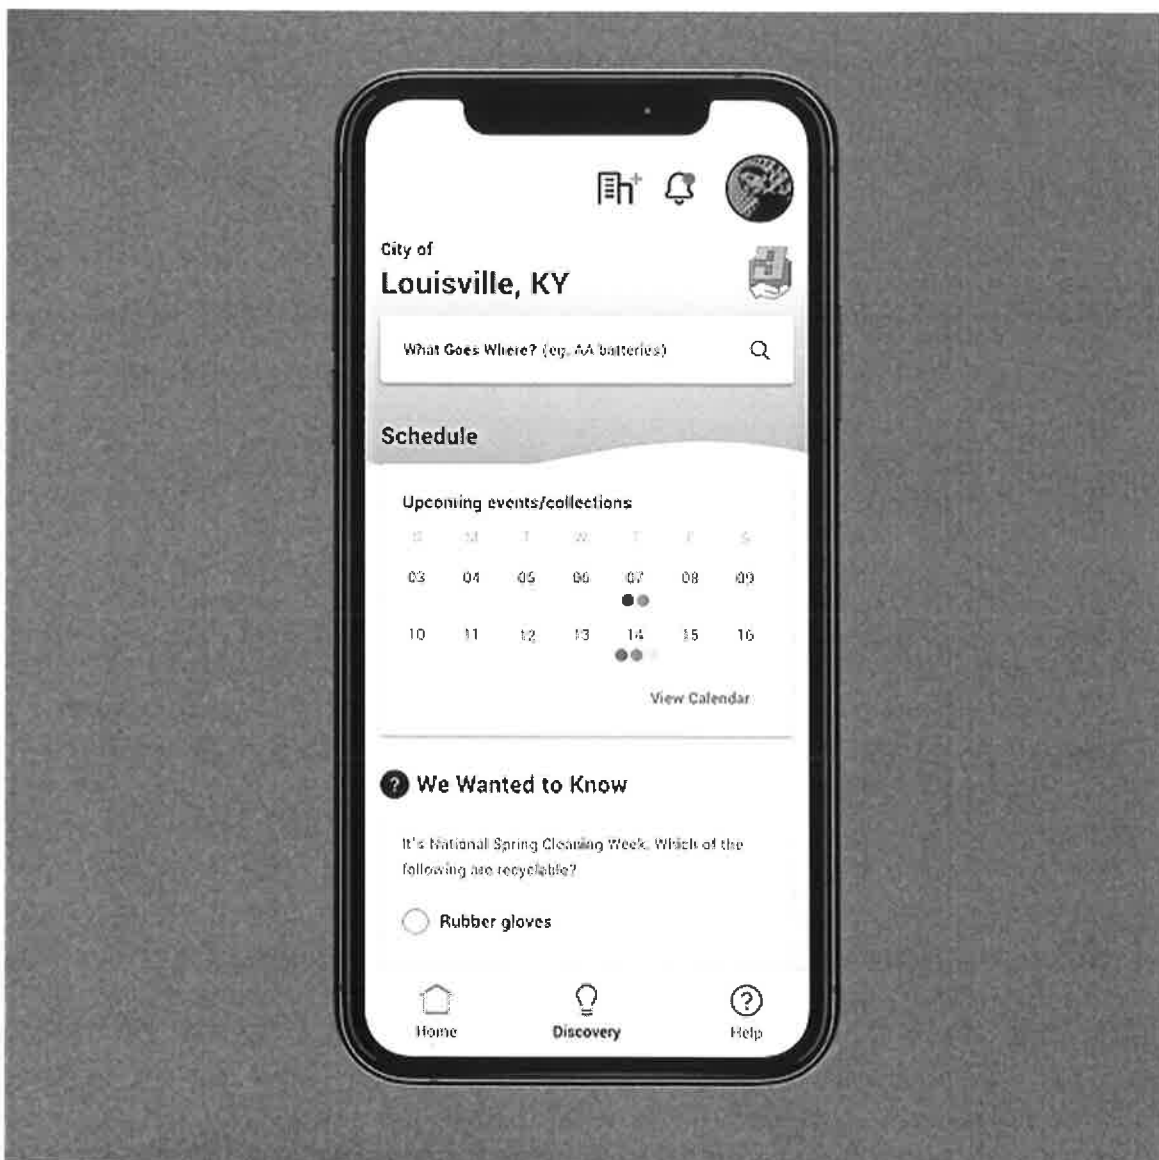 City of
Louisville, KY
What Goes Where? (eg. AA batteries)
Schedule
Upcoming events/collections
S M T W T F S
03 04 05 06 07 08 09
10 11 12 13 14 15 16
View Calendar
? We Wanted to Know
It's National Spring Cleaning Week. Which of the
following are recyclable?
Rubber gloves
Home Discovery ? Help